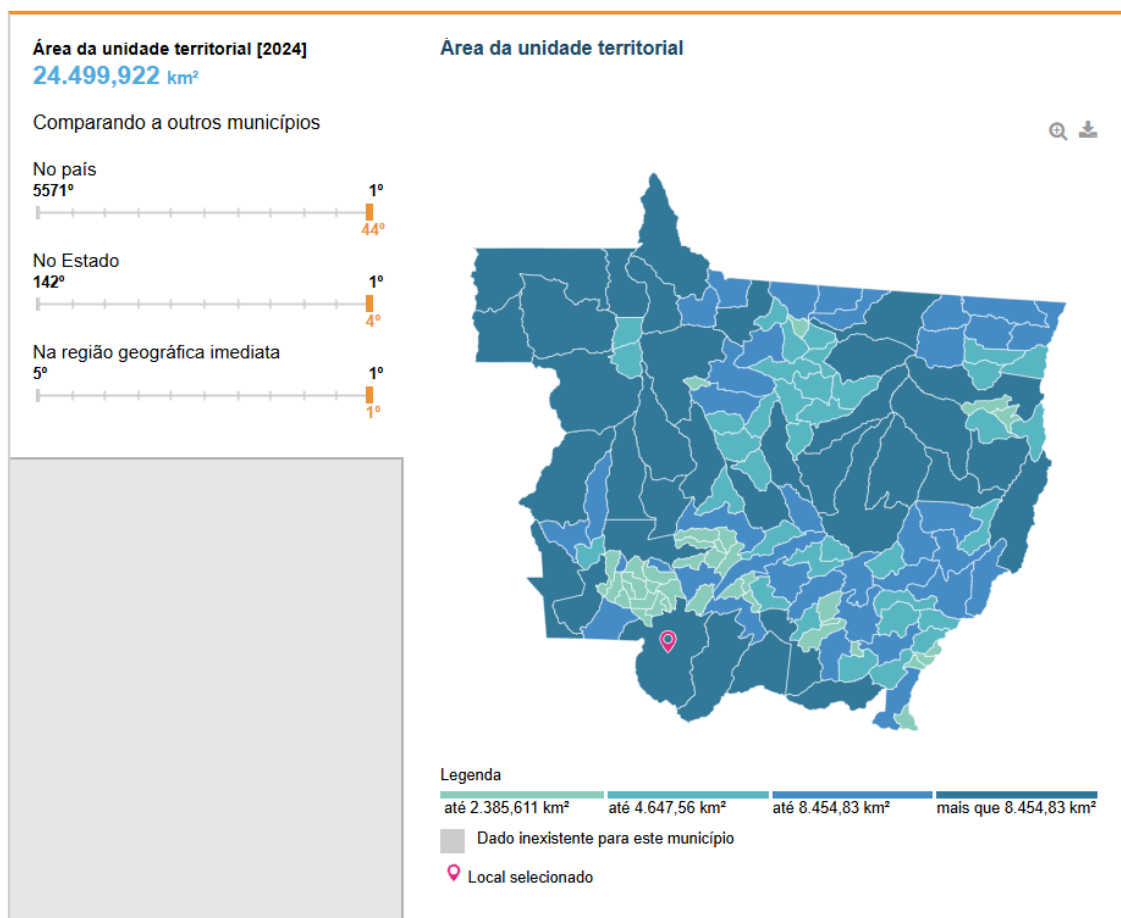 Área da unidade territorial [2024]
24.499,922 km²
Comparando a outros municípios
No país
5571º 1º
44º
No Estado
142º 1º
4º
Na região geográfica imediata
5º 1º
1º
Área da unidade territorial
Legenda
até 2.385,611 km² até 4.647,56 km² até 8.454,83 km² mais que 8.454,83 km²
Dado inexistente para este município
Local selecionado